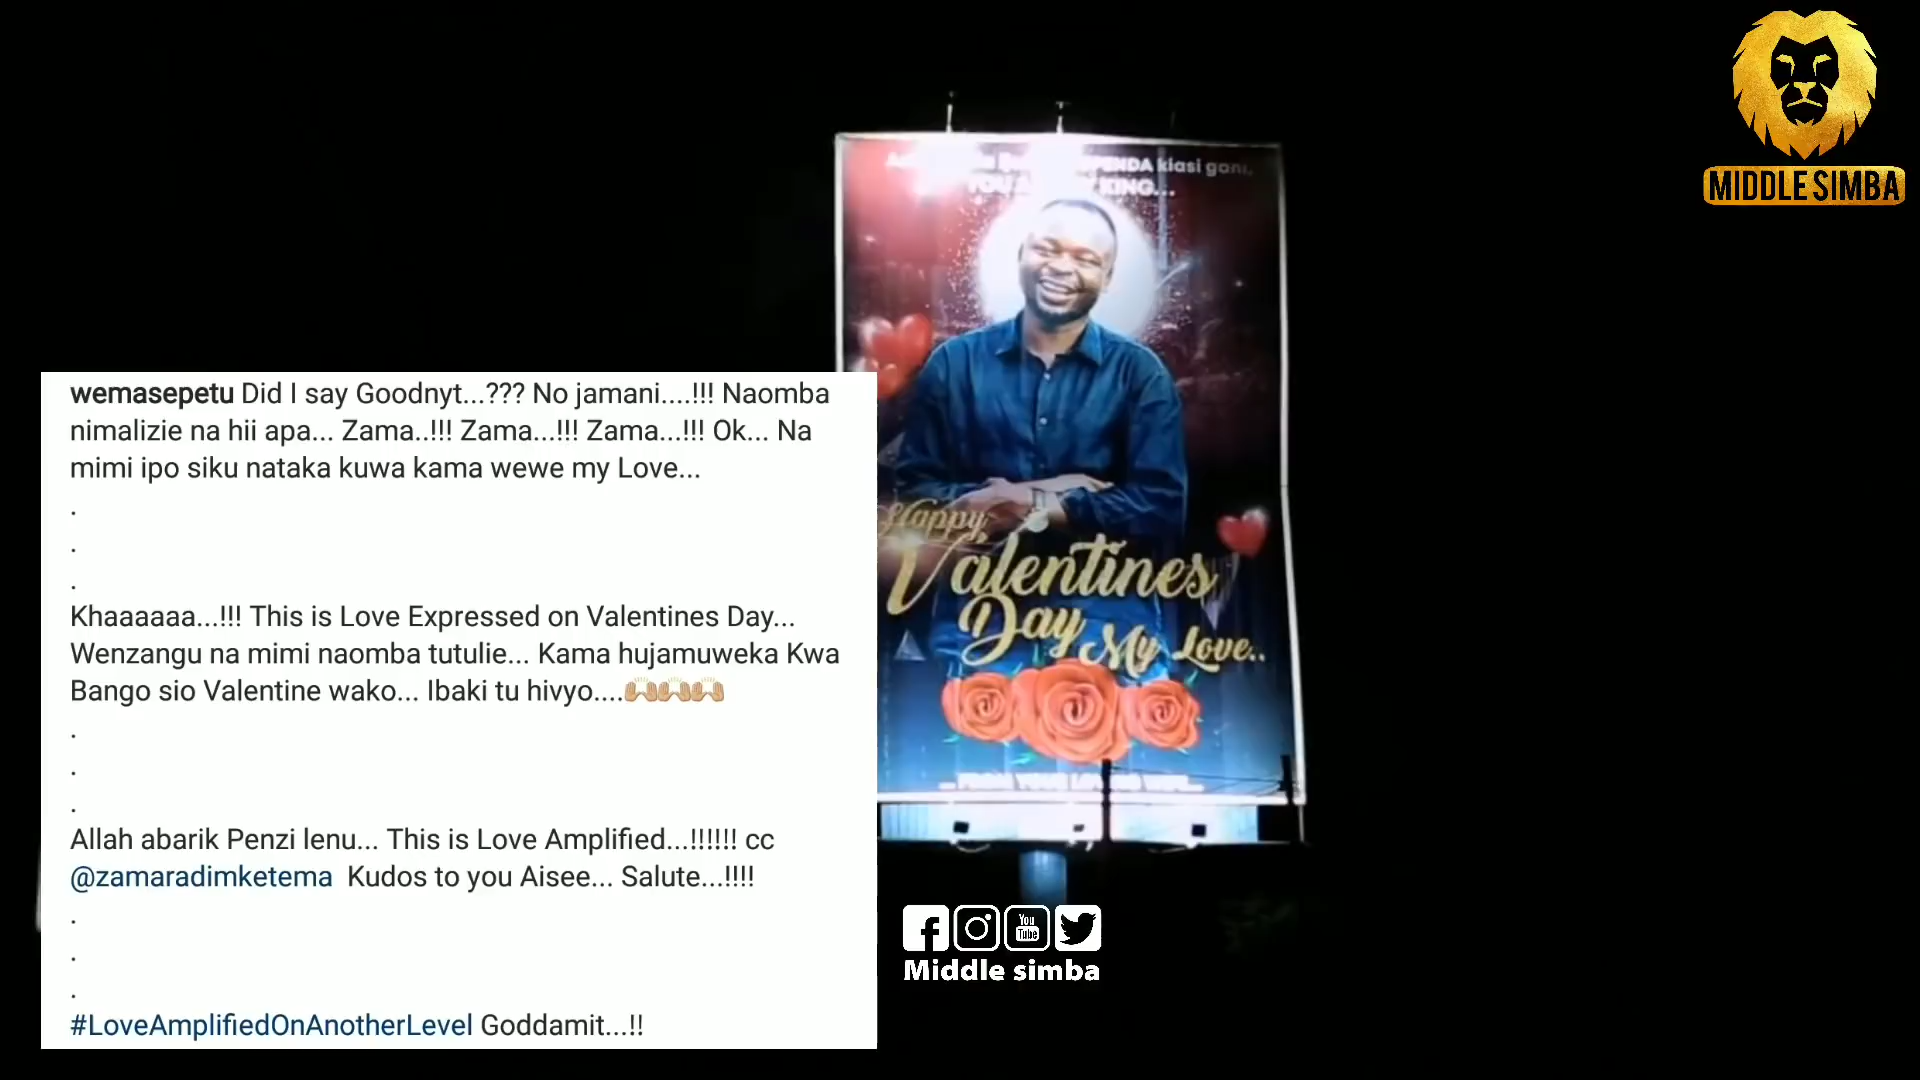 MIDDLE SIMBA
kiasi gani,
KING...
Happy
Valentines
Day My Love..
wemasepetu Did I say Goodnyt...??? No jamani....!!! Naomba
nimalizie na hii apa... Zama..!!! Zama...!!! Zama...!!! Ok... Na
mimi ipo siku nataka kuwa kama wewe my Love...
.
.
.
Khaaaaaa...!!! This is Love Expressed on Valentines Day...
Wenzangu na mimi naomba tutulie... Kama hujamuweka Kwa
Bango sio Valentine wako... Ibaki tu hivyo....🙌🏼🙌🏼🙌🏼
.
.
.
Allah abarik Penzi lenu... This is Love Amplified...!!!!!! cc
@zamaradimketema Kudos to you Aisee... Salute...!!!!
.
.
.
#LoveAmplifiedOnAnotherLevel Goddamit...!!
You Tube
Middle simba